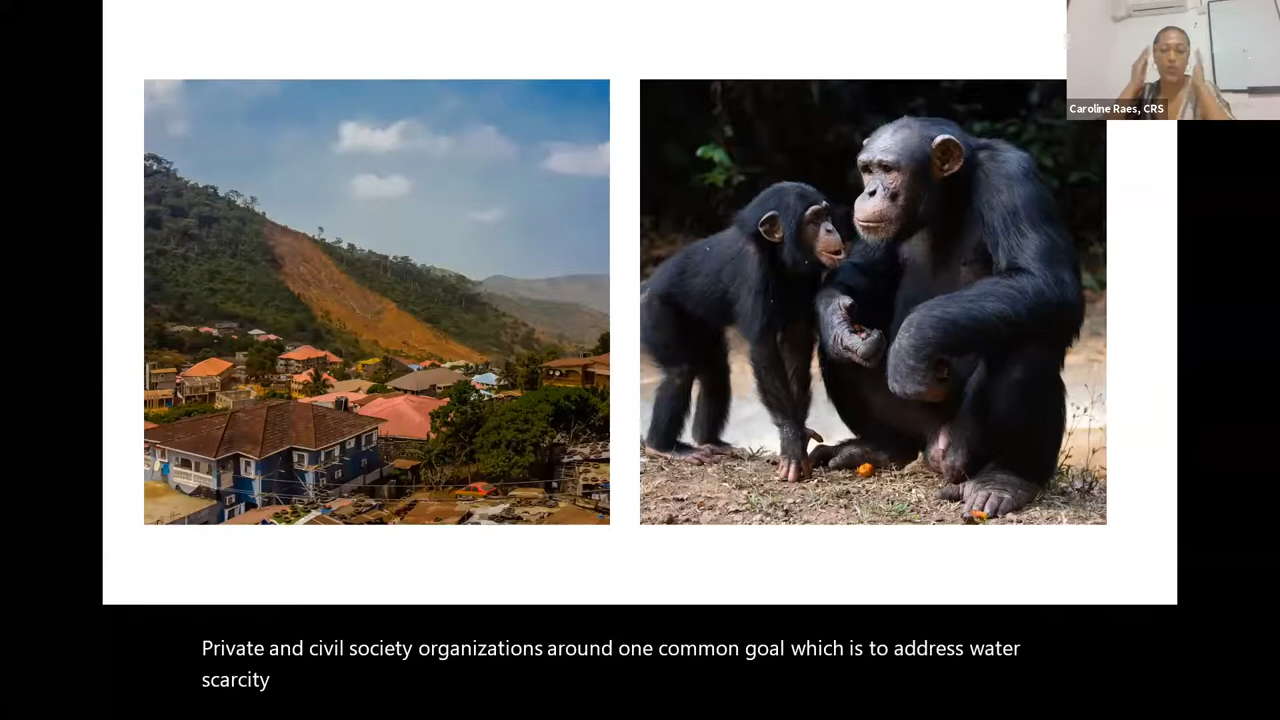 Caroline Raes, CRS
Private and civil society organizations around one common goal which is to address water
scarcity